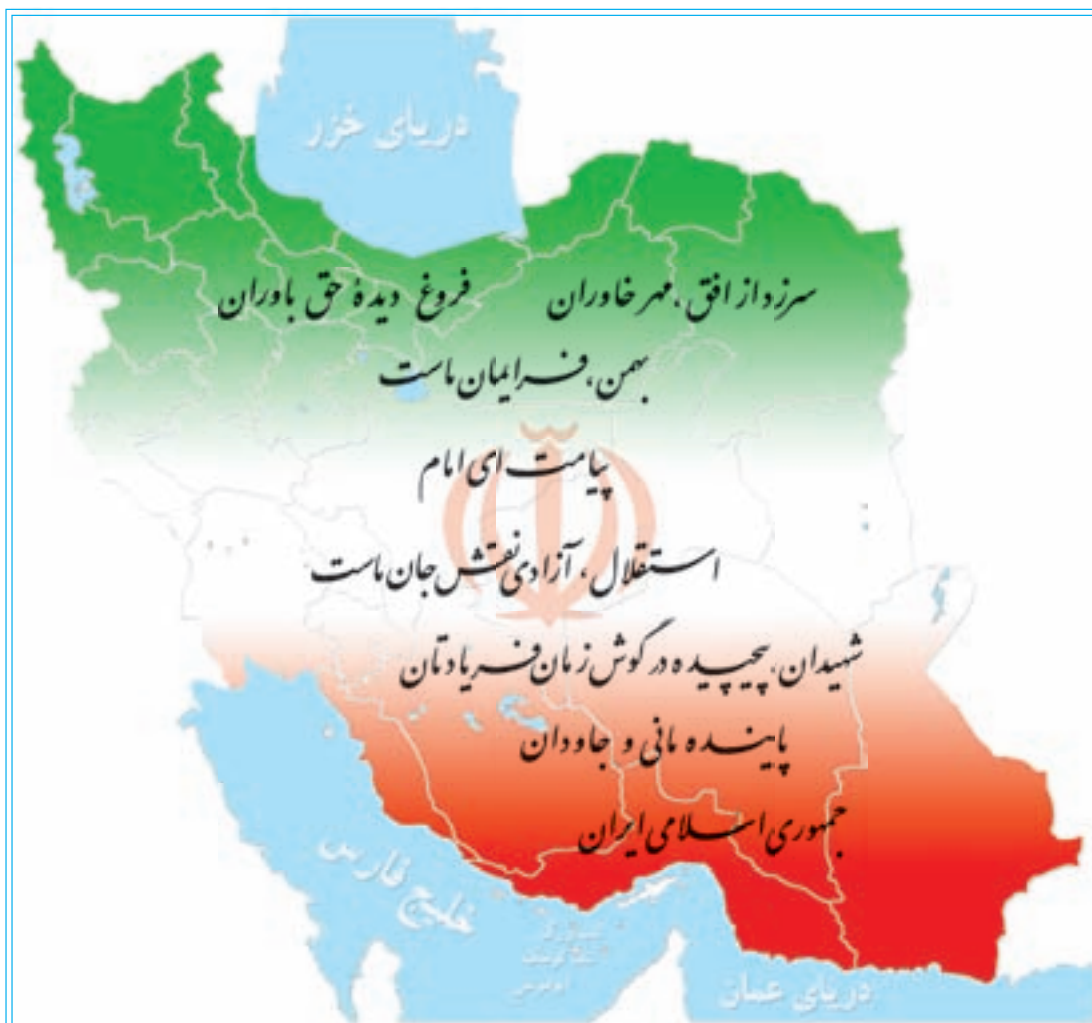 دریای خزر
سرزد از افق، مهر خاوران فروغ دیدهٔ حق باوران
بهمن، فر ایمان ماست
پیامت ای امام
استقلال، آزادی نقش جان ماست
شهیدان، پیچیده در گوش زمان فریادتان
پاینده مانی و جاودان
جمهوری اسلامی ایران
خلیج فارس
دریای عمان